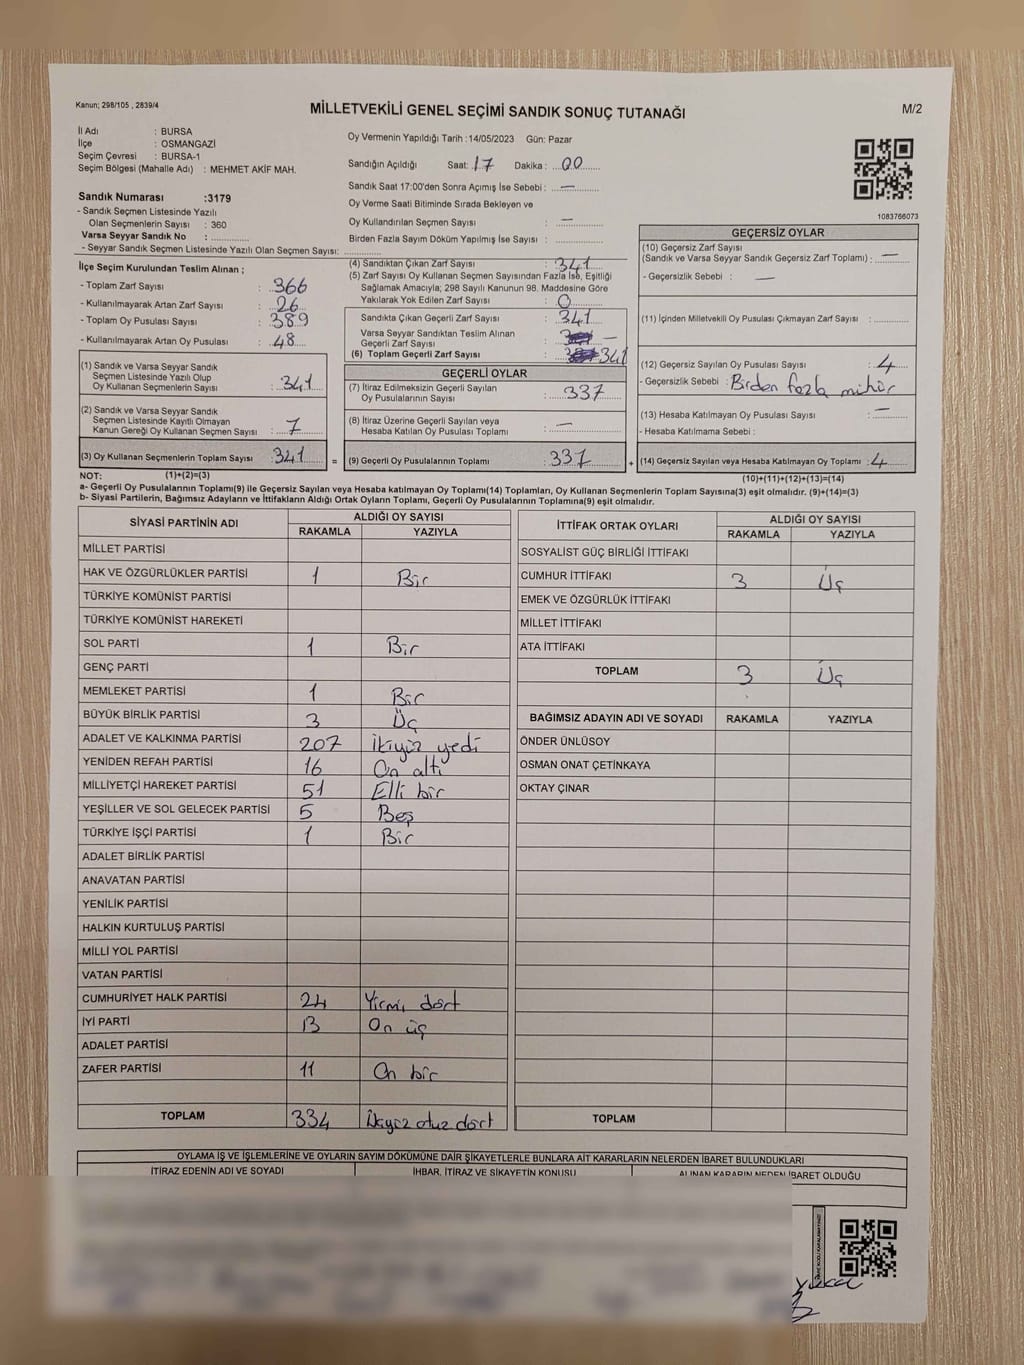 Kanun; 298/105 , 2839/4
MİLLETVEKİLİ GENEL SEÇİMİ SANDIK SONUÇ TUTANAĞI
M/2
İl Adı : BURSA
İlçe : OSMANGAZİ
Seçim Çevresi : BURSA-1
Seçim Bölgesi (Mahalle Adı) : MEHMET AKİF MAH.
Sandık Numarası :3179
- Sandık Seçmen Listesinde Yazılı
Olan Seçmenlerin Sayısı : 360
Varsa Seyyar Sandık No :
- Seyyar Sandık Seçmen Listesinde Yazılı Olan Seçmen Sayısı:
İlçe Seçim Kurulundan Teslim Alınan ;
- Toplam Zarf Sayısı : 366
- Kullanılmayarak Artan Zarf Sayısı : 26
- Toplam Oy Pusulası Sayısı : 389
- Kullanılmayarak Artan Oy Pusulası : 48
(1) Sandık ve Varsa Seyyar Sandık
Seçmen Listesinde Yazılı Olup
Oy Kullanan Seçmenlerin Sayısı : 341
(2) Sandık ve Varsa Seyyar Sandık
Seçmen Listesinde Kayıtlı Olmayan
Kanun Gereği Oy Kullanan Seçmen Sayısı : 7
(3) Oy Kullanan Seçmenlerin Toplam Sayısı : 341
Oy Vermenin Yapıldığı Tarih :14/05/2023 Gün: Pazar
Sandığın Açıldığı Saat: 17 Dakika : 00
Sandık Saat 17:00'den Sonra Açımış İse Sebebi : —
Oy Verme Saati Bitiminde Sırada Bekleyen ve
Oy Kullandırılan Seçmen Sayısı : —
Birden Fazla Sayım Döküm Yapılmış İse Sayısı :
(4) Sandıktan Çıkan Zarf Sayısı : 341
(5) Zarf Sayısı Oy Kullanan Seçmen Sayısından Fazla İse, Eşitliği
Sağlamak Amacıyla; 298 Sayılı Kanunun 98. Maddesine Göre
Yakılarak Yok Edilen Zarf Sayısı : 0
Sandıkta Çıkan Geçerli Zarf Sayısı : 341
Varsa Seyyar Sandıktan Teslim Alınan
Geçerli Zarf Sayısı : —
(6) Toplam Geçerli Zarf Sayısı : 341
GEÇERLİ OYLAR
(7) İtiraz Edilmeksizin Geçerli Sayılan
Oy Pusulalarının Sayısı : 337
(8) İtiraz Üzerine Geçerli Sayılan veya
Hesaba Katılan Oy Pusulası Toplamı : —
= (9) Geçerli Oy Pusulalarının Toplamı : 337
1083766073
GEÇERSİZ OYLAR
(10) Geçersiz Zarf Sayısı
(Sandık ve Varsa Seyyar Sandık Geçersiz Zarf Toplamı) : —
- Geçersizlik Sebebi : —
(11) İçinden Milletvekili Oy Pusulası Çıkmayan Zarf Sayısı :
(12) Geçersiz Sayılan Oy Pusulası Sayısı : 4
- Geçersizlik Sebebi : Birden fazla mühür
(13) Hesaba Katılmayan Oy Pusulası Sayısı : —
- Hesaba Katılmama Sebebi :
+ (14) Geçersiz Sayılan veya Hesaba Katılmayan Oy Toplamı : 4
NOT: (1)+(2)=(3)
(10)+(11)+(12)+(13)=(14)
a- Geçerli Oy Pusulalarının Toplamı(9) ile Geçersiz Sayılan veya Hesaba katılmayan Oy Toplamı(14) Toplamları, Oy Kullanan Seçmenlerin Toplam Sayısına(3) eşit olmalıdır. (9)+(14)=(3)
b- Siyasi Partilerin, Bağımsız Adayların ve İttifakların Aldığı Ortak Oyların Toplamı, Geçerli Oy Pusulalarının Toplamına(9) eşit olmalıdır.
SİYASİ PARTİNİN ADI ALDIĞI OY SAYISI
RAKAMLA YAZIYLA
MİLLET PARTİSİ
HAK VE ÖZGÜRLÜKLER PARTİSİ 1 Bir
TÜRKİYE KOMÜNİST PARTİSİ
TÜRKİYE KOMÜNİST HAREKETİ
SOL PARTİ 1 Bir
GENÇ PARTİ
MEMLEKET PARTİSİ 1 Bir
BÜYÜK BİRLİK PARTİSİ 3 Üç
ADALET VE KALKINMA PARTİSİ 207 İkiyüz yedi
YENİDEN REFAH PARTİSİ 16 On altı
MİLLİYETÇİ HAREKET PARTİSİ 51 Elli bir
YEŞİLLER VE SOL GELECEK PARTİSİ 5 Beş
TÜRKİYE İŞÇİ PARTİSİ 1 Bir
ADALET BİRLİK PARTİSİ
ANAVATAN PARTİSİ
YENİLİK PARTİSİ
HALKIN KURTULUŞ PARTİSİ
MİLLİ YOL PARTİSİ
VATAN PARTİSİ
CUMHURİYET HALK PARTİSİ 24 Yirmi dört
İYİ PARTİ 13 On üç
ADALET PARTİSİ
ZAFER PARTİSİ 11 On bir
TOPLAM 334 otuz dört
İTTİFAK ORTAK OYLARI ALDIĞI OY SAYISI
RAKAMLA YAZIYLA
SOSYALİST GÜÇ BİRLİĞİ İTTİFAKI
CUMHUR İTTİFAKI 3 Üç
EMEK VE ÖZGÜRLÜK İTTİFAKI
MİLLET İTTİFAKI
ATA İTTİFAKI
TOPLAM 3 Üç
BAĞIMSIZ ADAYIN ADI VE SOYADI RAKAMLA YAZIYLA
ÖNDER ÜNLÜSOY
OSMAN ONAT ÇETİNKAYA
OKTAY ÇINAR
TOPLAM
OYLAMA İŞ VE İŞLEMLERİNE VE OYLARIN SAYIM DÖKÜMÜNE DAİR ŞİKAYETLERLE BUNLARA AİT KARARLARIN NELERDEN İBARET BULUNDUKLARI
İTİRAZ EDENİN ADI VE SOYADI İHBAR, İTİRAZ VE ŞİKAYETİN KONUSU ALINAN KARARIN NEDEN İBARET OLDUĞU